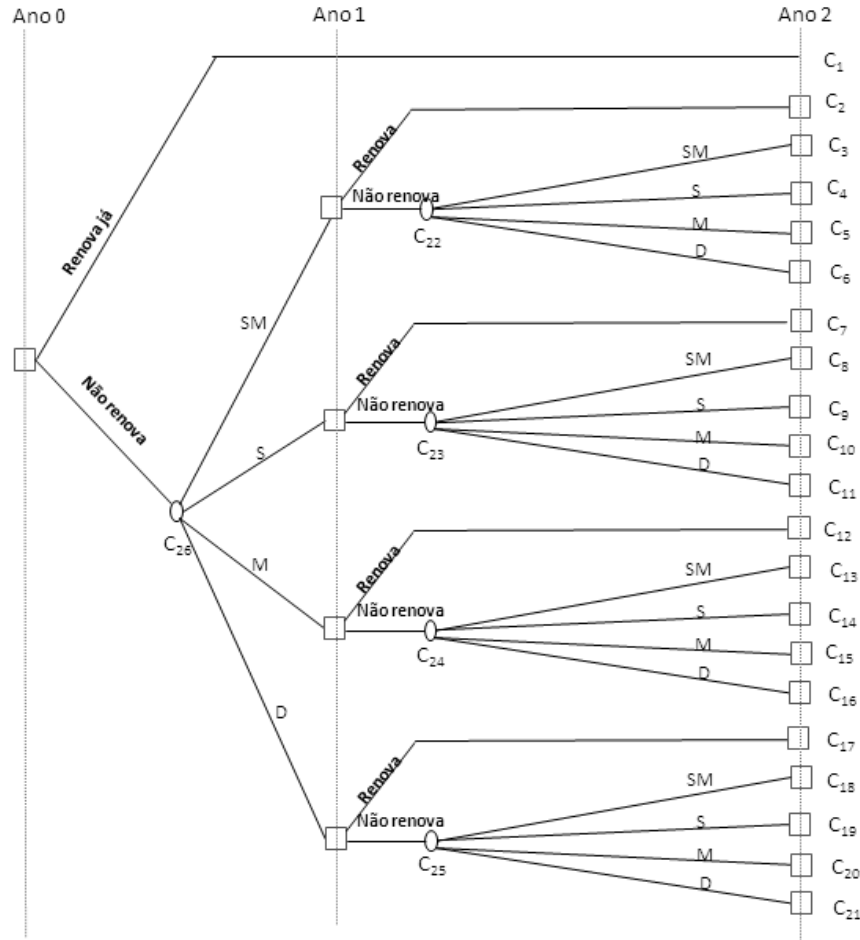 Ano 0 Ano 1 Ano 2
C1
Renova já
C2
Renova
SM C3
Não renova S C4
C22 M C5
D C6
SM
C7
Renova
SM C8
Não renova S C9
C23 M C10
D C11
Não renova
S
C26
C12
Renova
M
SM C13
Não renova S C14
C24 M C15
D C16
D
C17
Renova
SM C18
Não renova S C19
C25 M C20
D C21